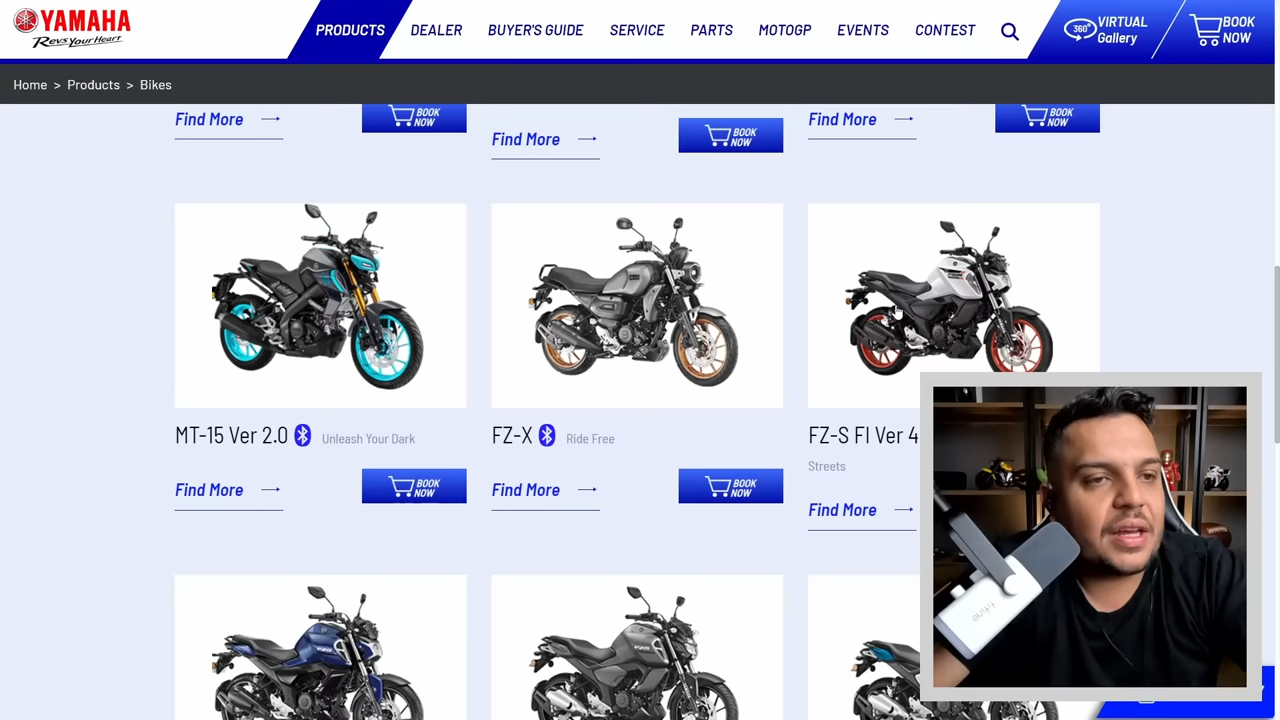 YAMAHA
Revs Your Heart
PRODUCTS
DEALER
BUYER'S GUIDE
SERVICE
PARTS
MOTOGP
EVENTS
CONTEST
360°
VIRTUAL
Gallery
BOOK
NOW
Home > Products > Bikes
Find More
BOOK
NOW
Find More
BOOK
NOW
Find More
BOOK
NOW
MT-15 Ver 2.0
Unleash Your Dark
FZ-X
Ride Free
FZ-S FI Ver 4
Streets
Find More
BOOK
NOW
Find More
BOOK
NOW
Find More
fifine